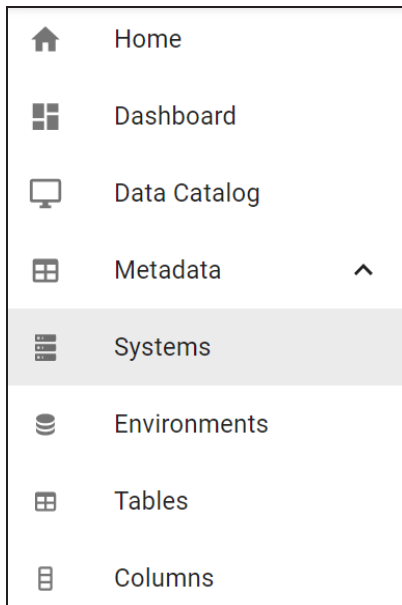 Home
Dashboard
Data Catalog
Metadata
Systems
Environments
Tables
Columns